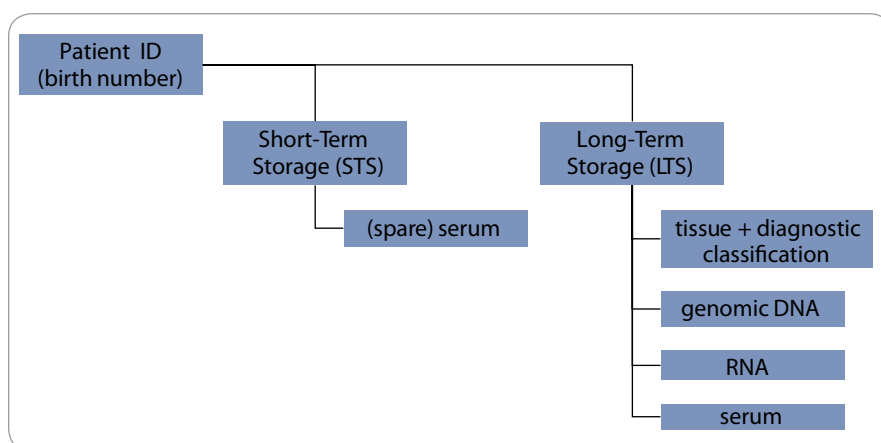 Patient ID
(birth number)
Short-Term
Storage (STS)
Long-Term
Storage (LTS)
(spare) serum
tissue + diagnostic
classification
genomic DNA
RNA
serum